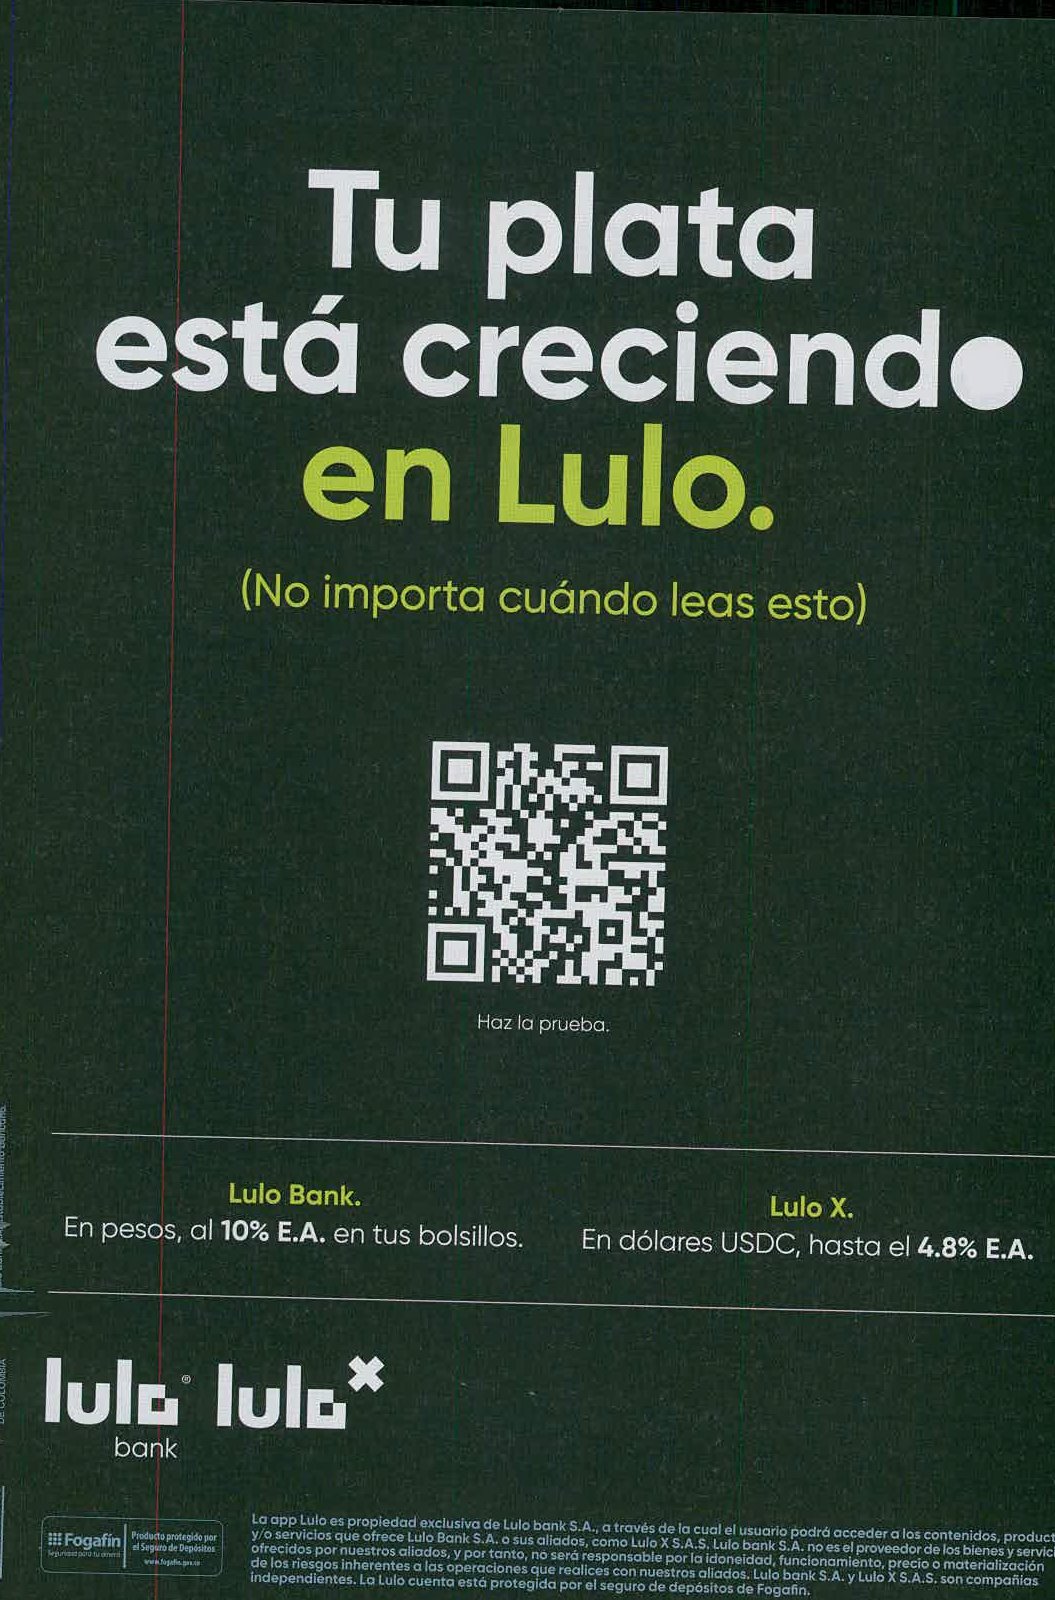 Tu plata
está creciendo
en Lulo.
(No importa cuándo leas esto)
Haz la prueba.
Lulo Bank.
En pesos, al 10% E.A. en tus bolsillos.
Lulo X.
En dólares USDC, hasta el 4.8% E.A.
lulo®
bank
lulo x
Fogafín
Seguridad para tu dinero
Producto protegido por
el Seguro de Depósitos
www.fogafin.gov.co
La app Lulo es propiedad exclusiva de Lulo bank S.A., a través de la cual el usuario podrá acceder a los contenidos, product
y/o servicios que ofrece Lulo Bank S.A. o sus aliados, como Lulo X S.A.S. Lulo bank S.A. no es el proveedor de los bienes y servici
ofrecidos por nuestros aliados, y por tanto, no será responsable por la idoneidad, funcionamiento, precio o materialización
de los riesgos inherentes a las operaciones que realices con nuestros aliados. Lulo bank S.A. y Lulo X S.A.S. son compañías
independientes. La Lulo cuenta está protegida por el seguro de depósitos de Fogafín.
DE COLOMBIA